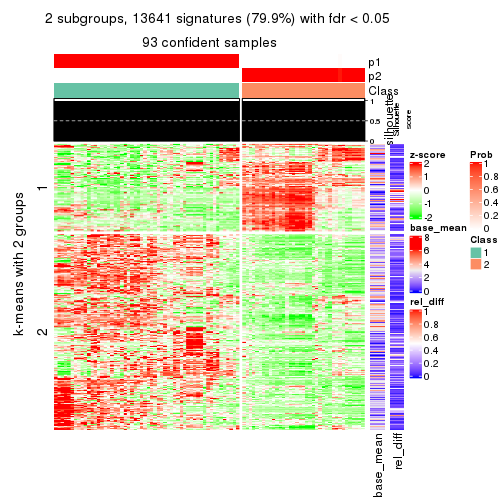 2 subgroups, 13641 signatures (79.9%) with fdr < 0.05
93 confident samples
p1
p2
Class
silhouette
Silhouette
score
1
0.5
0
k-means with 2 groups
1
2
base_mean
rel_diff
z-score
2
1
0
-1
-2
base_mean
8
6
4
2
0
rel_diff
1
0.8
0.6
0.4
0.2
0
Prob
1
0.8
0.6
0.4
0.2
0
Class
1
2